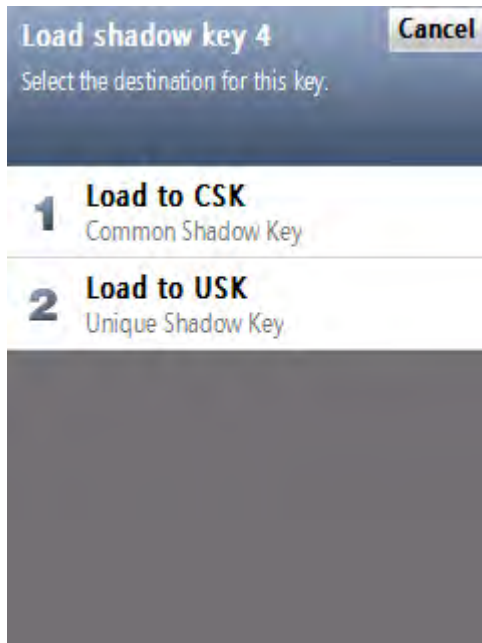 Load shadow key 4
Cancel
Select the destination for this key.
1
Load to CSK
Common Shadow Key
2
Load to USK
Unique Shadow Key